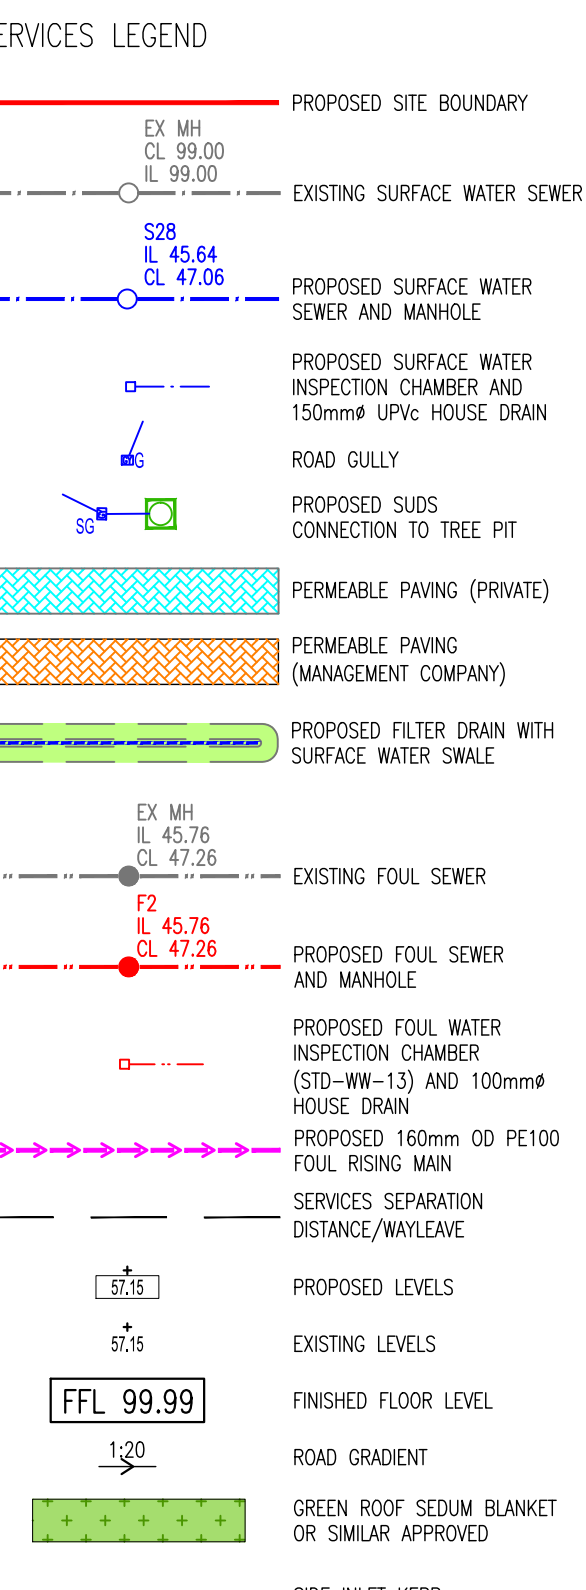 ERVICES LEGEND
PROPOSED SITE BOUNDARY
EX MH
CL 99.00
IL 99.00
EXISTING SURFACE WATER SEWER
S28
IL 45.64
CL 47.06
PROPOSED SURFACE WATER
SEWER AND MANHOLE
PROPOSED SURFACE WATER
INSPECTION CHAMBER AND
150mmø UPVc HOUSE DRAIN
G
ROAD GULLY
SG
PROPOSED SUDS
CONNECTION TO TREE PIT
PERMEABLE PAVING (PRIVATE)
PERMEABLE PAVING
(MANAGEMENT COMPANY)
PROPOSED FILTER DRAIN WITH
SURFACE WATER SWALE
EX MH
IL 45.76
CL 47.26
EXISTING FOUL SEWER
F2
IL 45.76
CL 47.26
PROPOSED FOUL SEWER
AND MANHOLE
PROPOSED FOUL WATER
INSPECTION CHAMBER
(STD-WW-13) AND 100mmø
HOUSE DRAIN
PROPOSED 160mm OD PE100
FOUL RISING MAIN
SERVICES SEPARATION
DISTANCE/WAYLEAVE
57.15
PROPOSED LEVELS
57.15
EXISTING LEVELS
FFL 99.99
FINISHED FLOOR LEVEL
1:20
ROAD GRADIENT
GREEN ROOF SEDUM BLANKET
OR SIMILAR APPROVED
SIDE INLET KERB